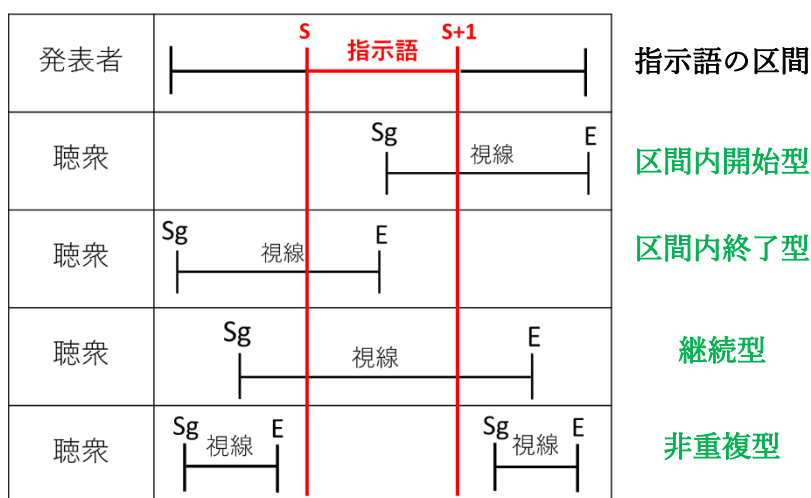 S S+1
発表者 指示語 指示語の区間
Sg E
聴衆 視線 区間内開始型
Sg E
聴衆 視線 区間内終了型
Sg E
聴衆 視線 継続型
Sg E Sg E
聴衆 視線 視線 非重複型